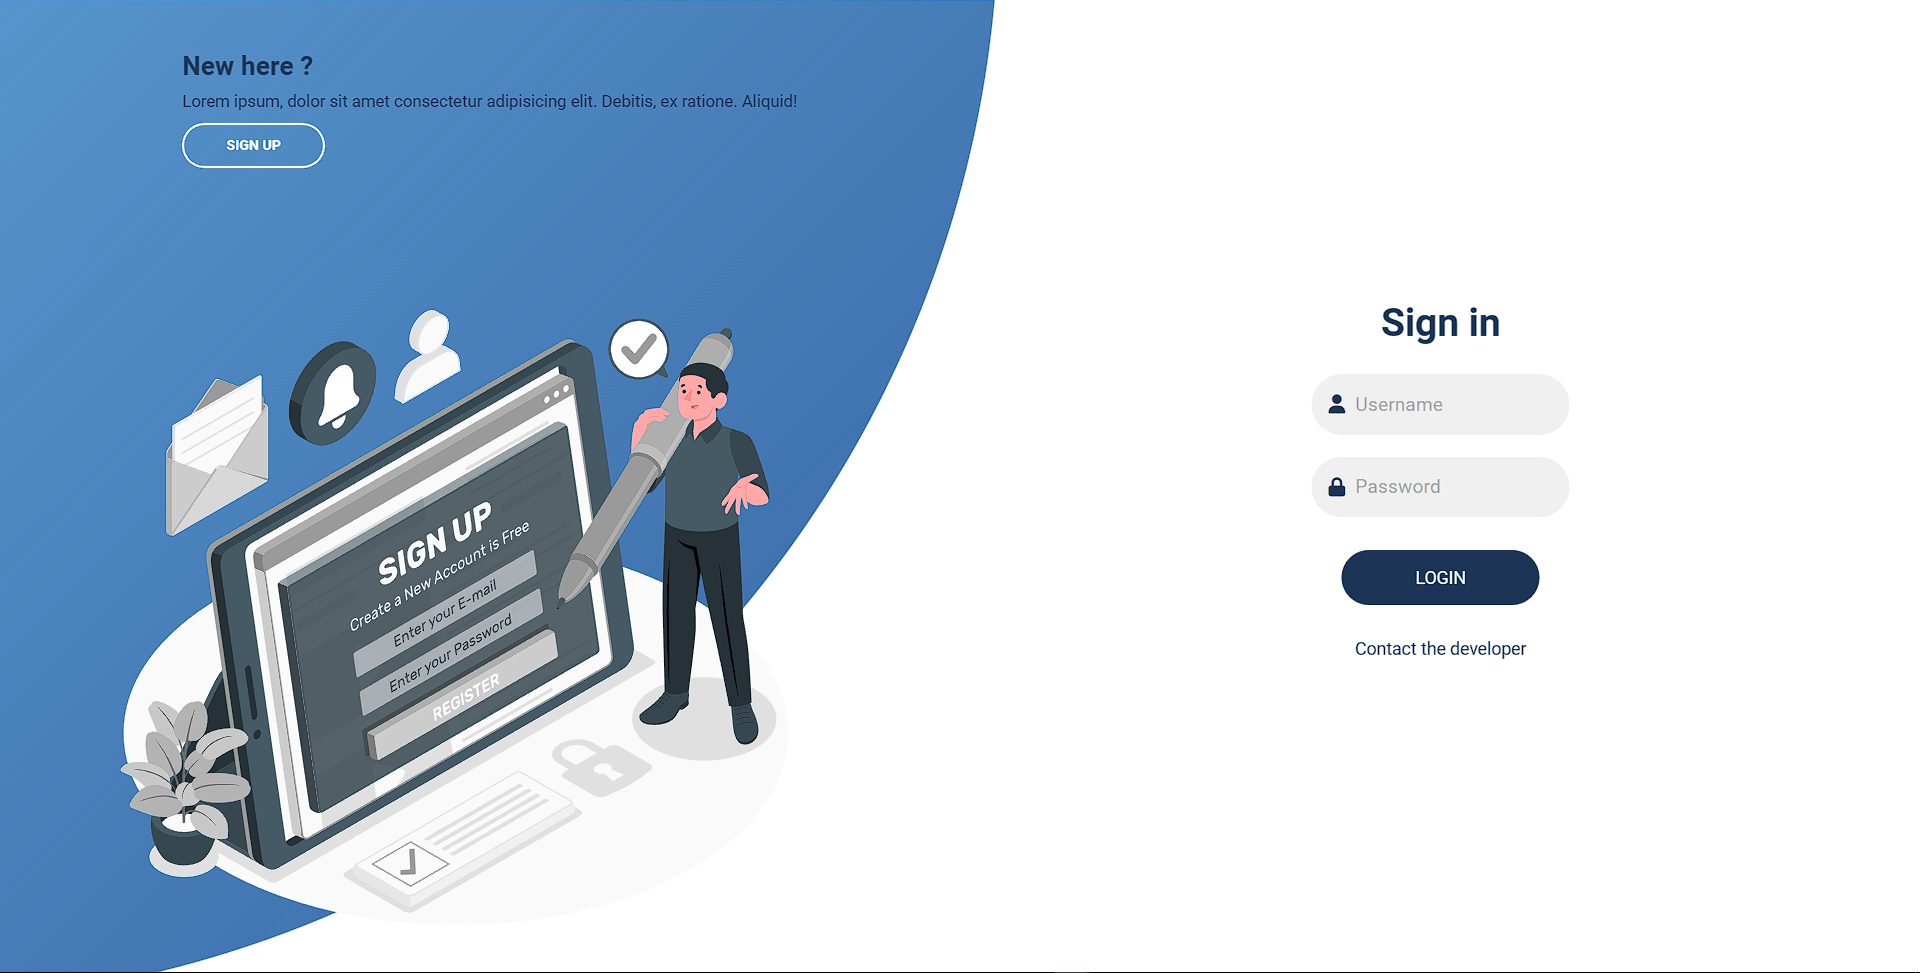 New here ?
Lorem ipsum, dolor sit amet consectetur adipisicing elit. Debitis, ex ratione. Aliquid!
SIGN UP
SIGN UP
Create a New Account is Free
Enter your E-mail
Enter your Password
REGISTER
Sign in
Username
Password
LOGIN
Contact the developer